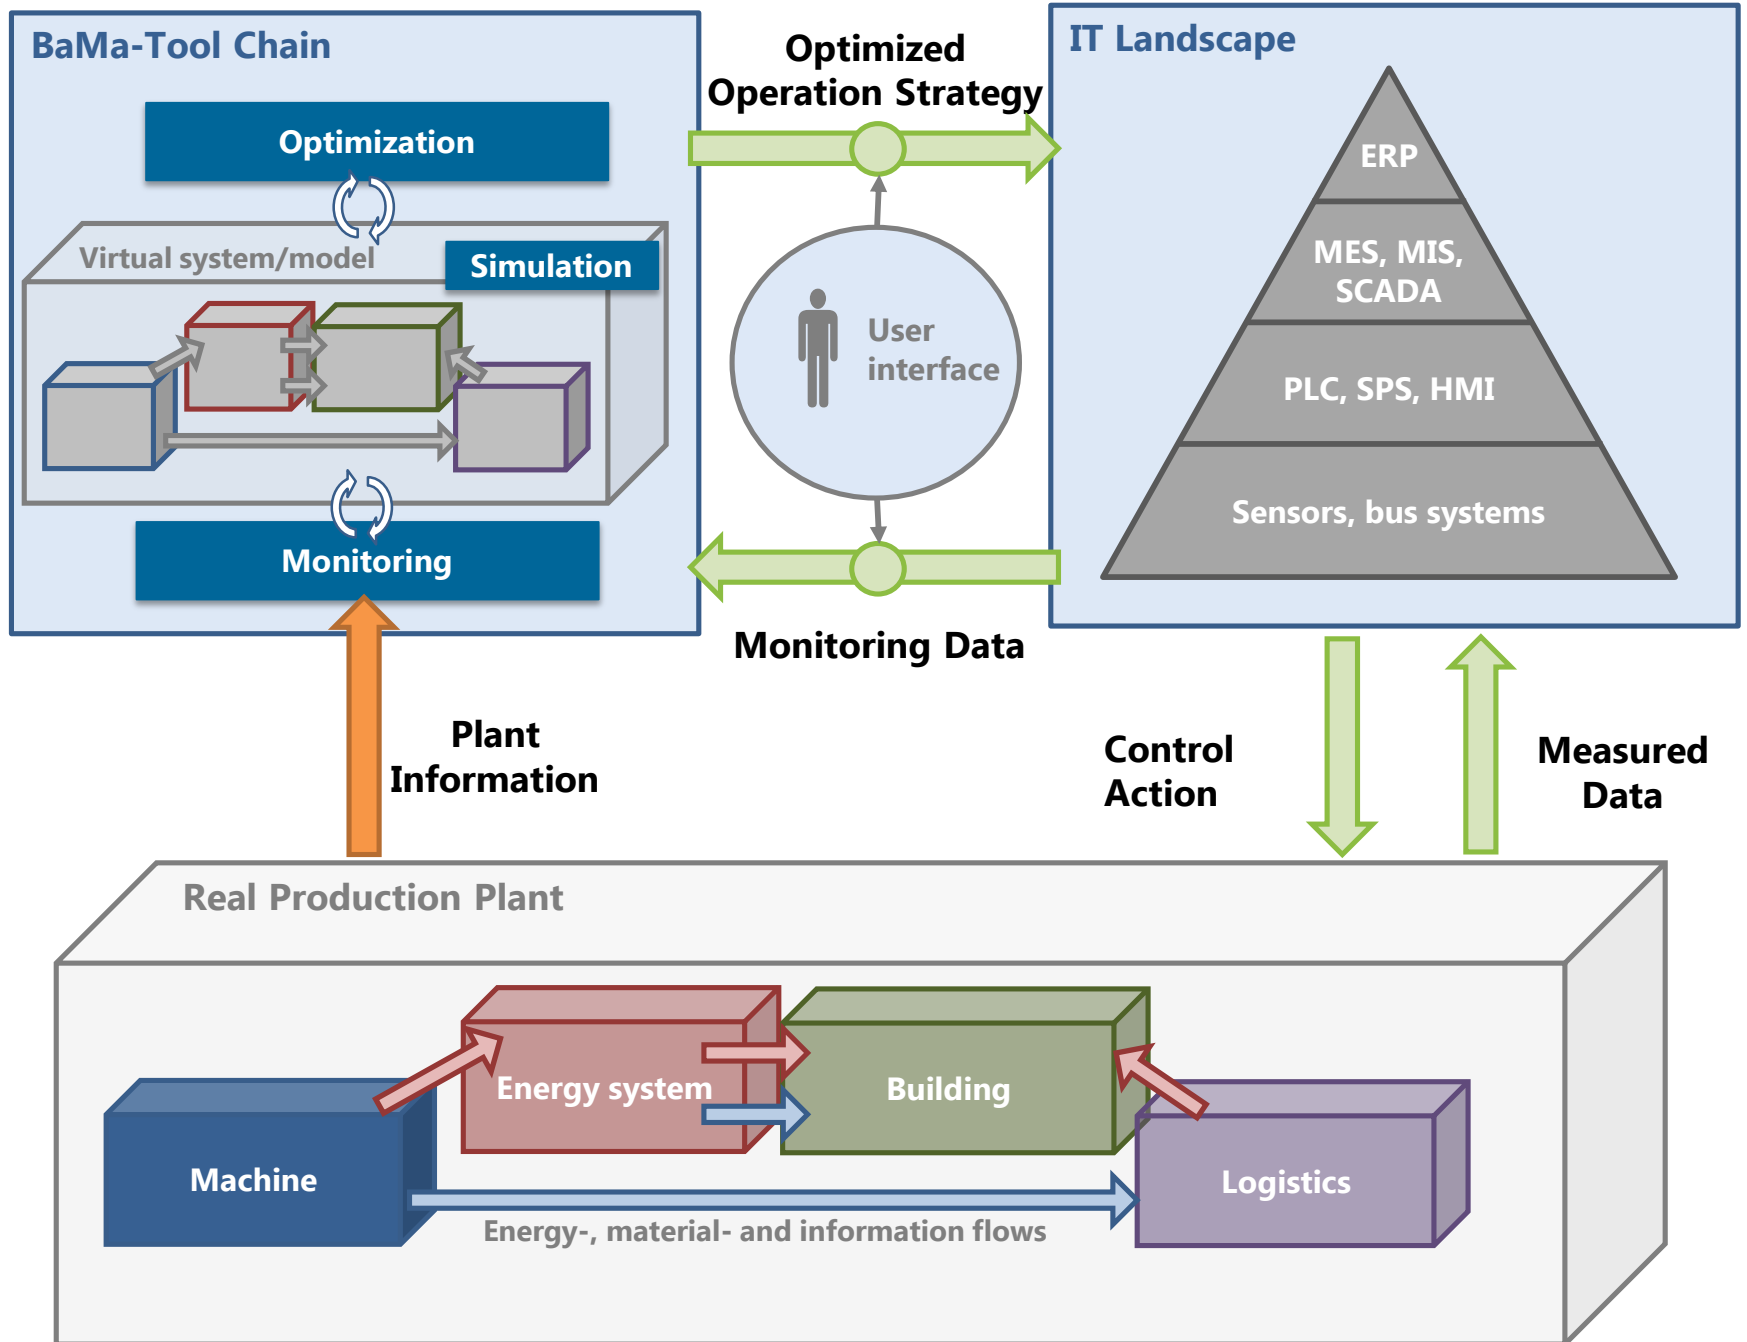 BaMa-Tool Chain
Optimization
Virtual system/model
Simulation
Monitoring
Optimized
Operation Strategy
User
interface
Monitoring Data
IT Landscape
ERP
MES, MIS,
SCADA
PLC, SPS, HMI
Sensors, bus systems
Plant
Information
Control
Action
Measured
Data
Real Production Plant
Energy system
Building
Machine
Logistics
Energy-, material- and information flows